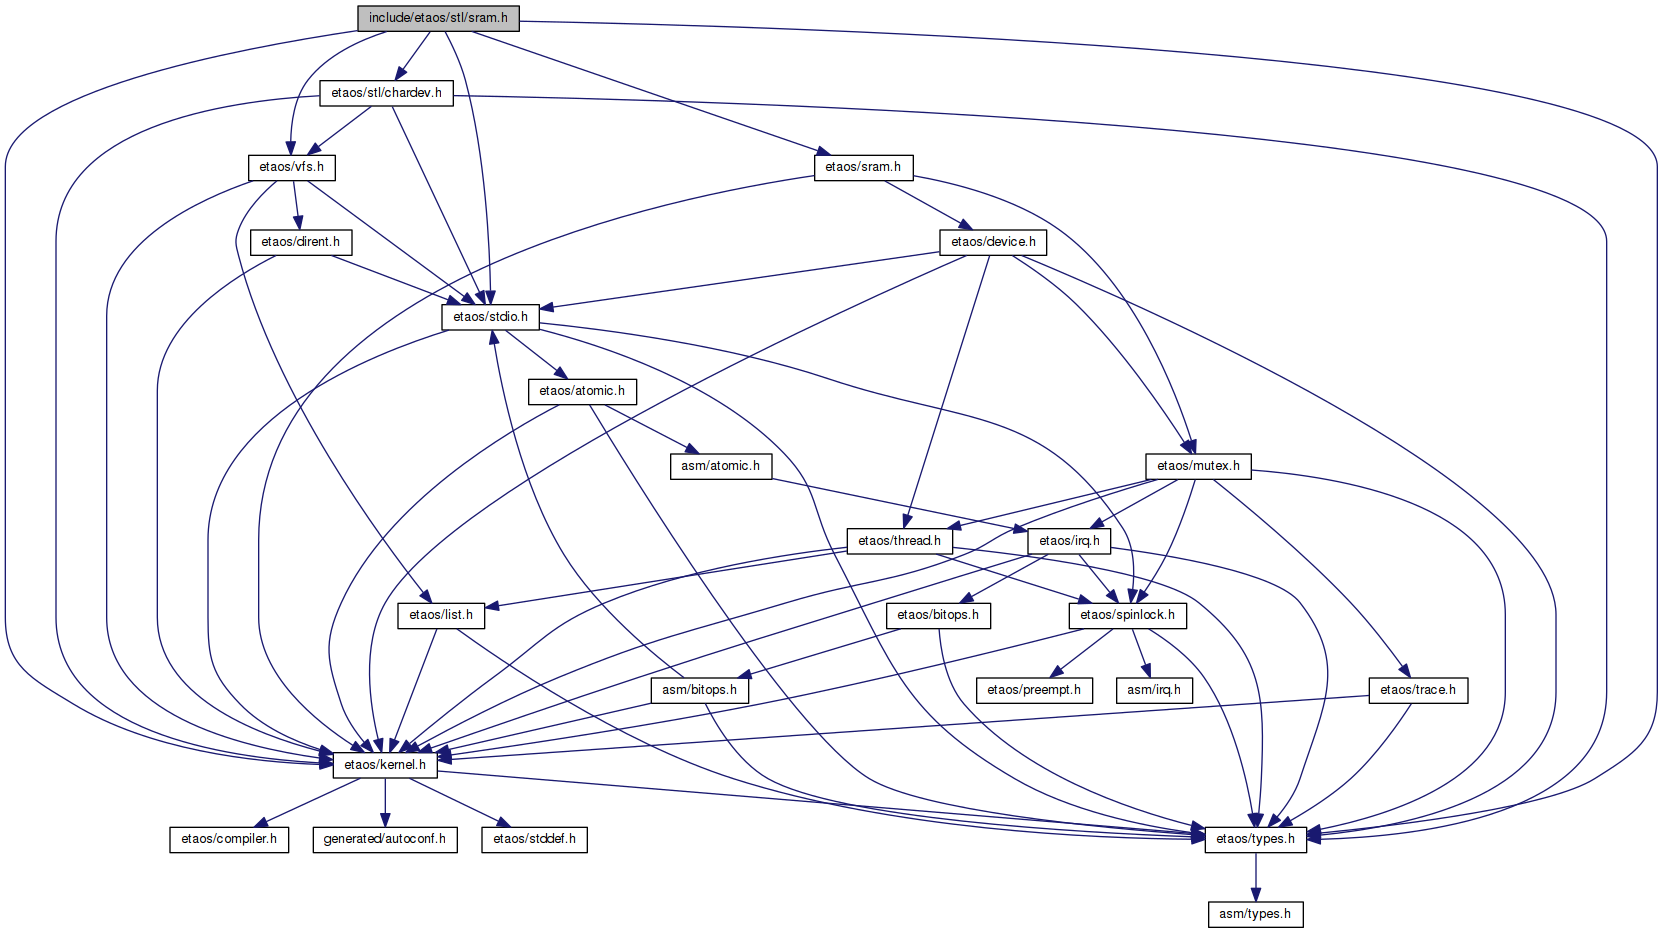 include/etaos/stl/sram.h
etaos/stl/chardev.h
etaos/vfs.h
etaos/sram.h
etaos/dirent.h
etaos/device.h
etaos/stdio.h
etaos/atomic.h
asm/atomic.h
etaos/mutex.h
etaos/thread.h
etaos/irq.h
etaos/list.h
etaos/bitops.h
etaos/spinlock.h
asm/bitops.h
etaos/preempt.h
asm/irq.h
etaos/trace.h
etaos/kernel.h
etaos/compiler.h
generated/autoconf.h
etaos/stddef.h
etaos/types.h
asm/types.h